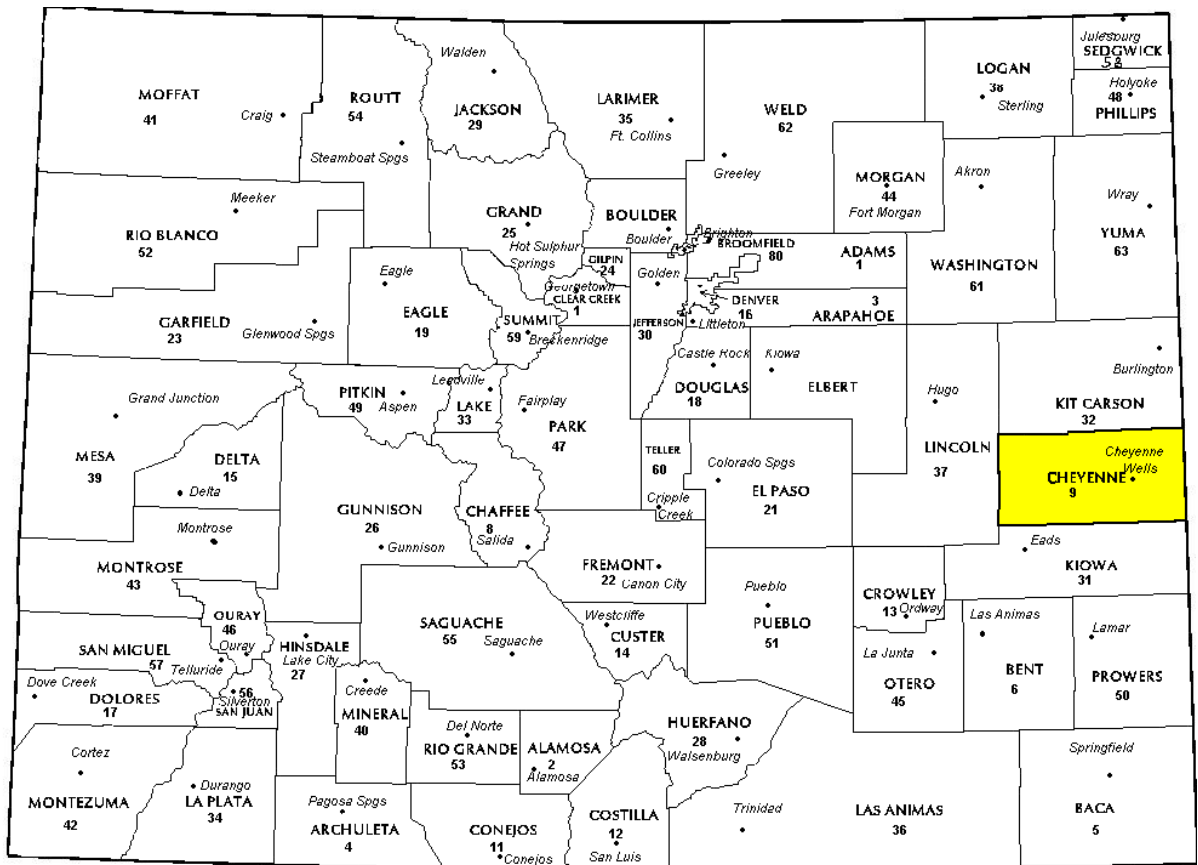 Julesburg
SEDGWICK
58
Walden
LOGAN
38
Sterling
Holyoke
48
PHILLIPS
MOFFAT
41
Craig
ROUTT
54
Steamboat Spgs
JACKSON
29
LARIMER
35
Ft. Collins
WELD
62
Greeley
MORGAN
44
Fort Morgan
Akron
Wray
YUMA
63
Meeker
RIO BLANCO
52
GRAND
25
Hot Sulphur
Springs
BOULDER
Boulder
Brighton
BROOMFIELD
80
ADAMS
1
WASHINGTON
61
GILPIN
24
Golden
Eagle
EAGLE
19
Georgetown
CLEAR CREEK
1
DENVER
16
3
ARAPAHOE
GARFIELD
23
Glenwood Spgs
SUMMIT
59
Breckenridge
JEFFERSON
30
Littleton
Castle Rock
DOUGLAS
18
Kiowa
ELBERT
Hugo
Burlington
KIT CARSON
32
PITKIN
49
Aspen
Leadville
LAKE
33
Fairplay
PARK
47
Grand Junction
MESA
39
DELTA
15
Delta
TELLER
60
Cripple
Creek
Colorado Spgs
EL PASO
21
LINCOLN
37
Cheyenne
Wells
CHEYENNE
9
GUNNISON
26
Gunnison
CHAFFEE
8
Salida
Montrose
MONTROSE
43
FREMONT
22
Canon City
Pueblo
PUEBLO
51
CROWLEY
13
Ordway
Eads
KIOWA
31
OURAY
46
Ouray
SAGUACHE
55
Saguache
Westcliffe
CUSTER
14
Las Animas
BENT
6
Lamar
PROWERS
50
SAN MIGUEL
57
Telluride
HINSDALE
Lake City
27
La Junta
OTERO
45
Dove Creek
DOLORES
17
56
Silverton
SAN JUAN
Creede
MINERAL
40
Del Norte
RIO GRANDE
53
ALAMOSA
2
Alamosa
HUERFANO
28
Walsenburg
Cortez
MONTEZUMA
42
Durango
LA PLATA
34
Pagosa Spgs
ARCHULETA
4
CONEJOS
11
Conejos
COSTILLA
12
San Luis
Trinidad
LAS ANIMAS
36
Springfield
BACA
5